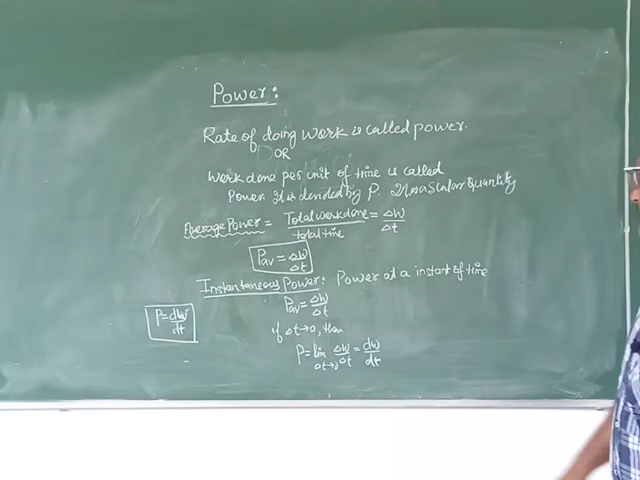 Power:
Rate of doing work is called power.
OR
Work done per unit of time is called
Power. It is denoted by P. It is a Scalar Quantity
Average Power = Total work done / total time = ΔW / Δt
Pav = ΔW / Δt
Instantaneous Power: Power at a instant of time
Pav = ΔW / Δt
P = dW / dt
if Δt→0, then
P = lim Δt→0 ΔW / Δt = dW / dt